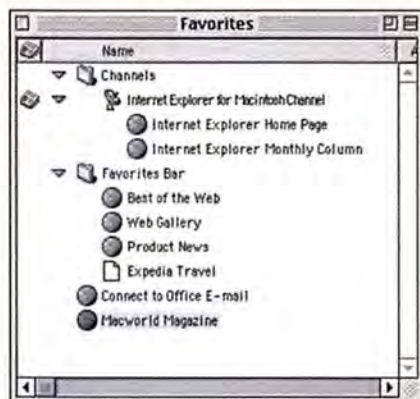 Favorites
Name
Channels
Internet Explorer for Macintosh Channel
Internet Explorer Home Page
Internet Explorer Monthly Column
Favorites Bar
Best of the Web
Web Gallery
Product News
Expedia Travel
Connect to Office E-mail
Macworld Magazine